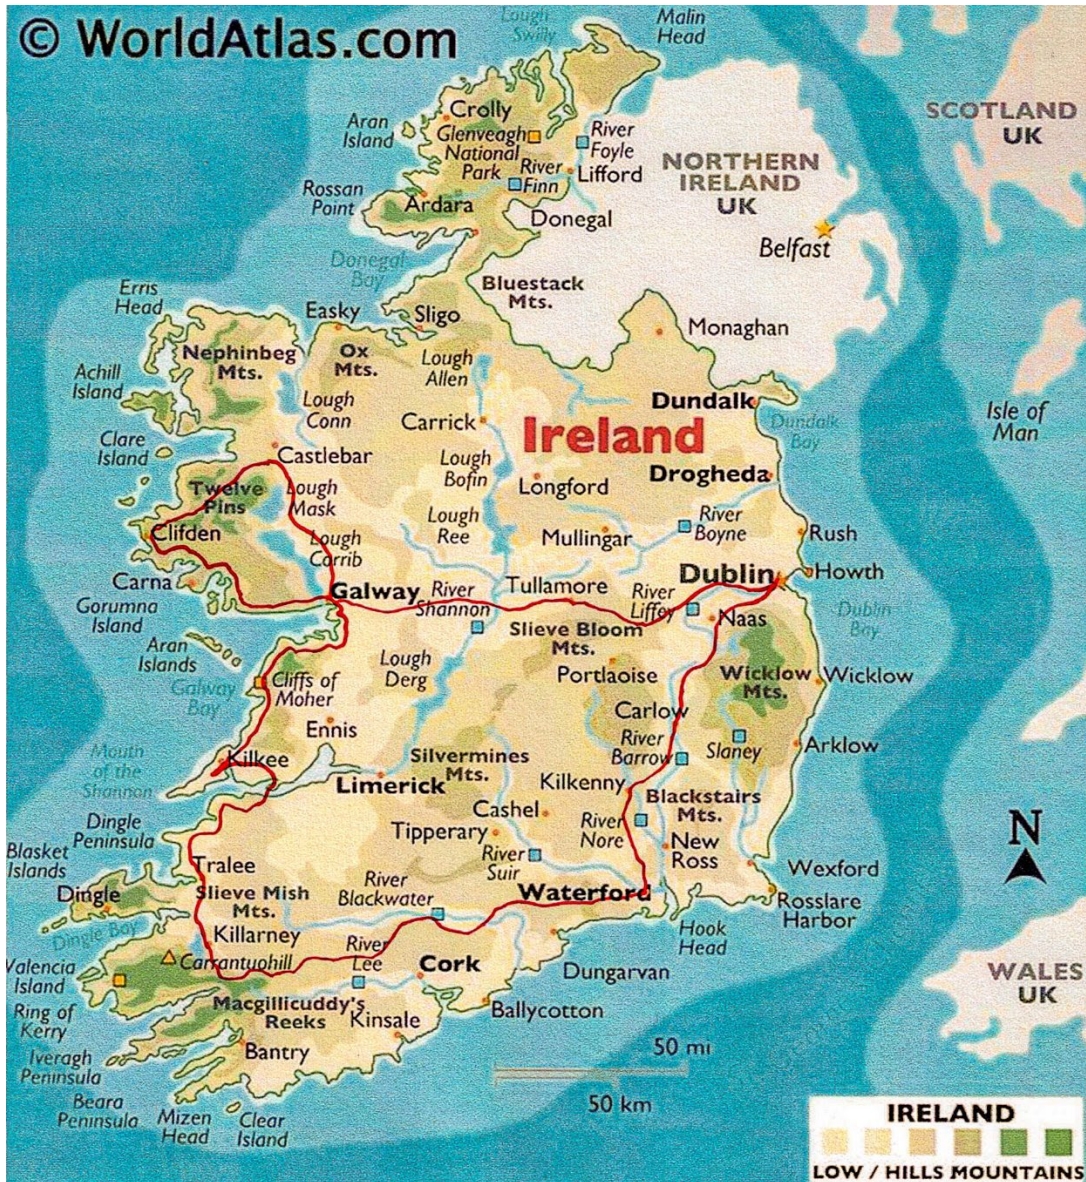 © WorldAtlas.com
Lough
Swilly
Malin
Head
SCOTLAND
UK
Aran
Island
Crolly
Glenveagh
National
Park
River
Foyle
River
Finn
Lifford
NORTHERN
IRELAND
UK
Rossan
Point
Ardara
Donegal
Belfast
Donegal
Bay
Bluestack
Mts.
Erris
Head
Easky
Sligo
Monaghan
Nephinbeg
Mts.
Ox
Mts.
Lough
Allen
Achill
Island
Lough
Conn
Carrick
Ireland
Dundalk
Dundalk
Bay
Isle of
Man
Clare
Island
Castlebar
Lough
Bofin
Longford
Drogheda
Twelve
Pins
Lough
Mask
Clifden
Lough
Corrib
Lough
Ree
Mullingar
River
Boyne
Rush
Carna
Galway
River
Shannon
Tullamore
River
Liffey
Dublin
Howth
Gorumna
Island
Naas
Dublin
Bay
Aran
Islands
Slieve Bloom
Mts.
Galway
Bay
Cliffs of
Moher
Lough
Derg
Portlaoise
Wicklow
Mts.
Wicklow
Ennis
Carlow
Mouth
of the
Shannon
Kilkee
Silvermines
Mts.
River
Barrow
Slaney
Arklow
Limerick
Kilkenny
Blackstairs
Mts.
Dingle
Peninsula
Cashel
Tipperary
River
Nore
N
Blasket
Islands
Tralee
River
Suir
New
Ross
Wexford
Dingle
Slieve Mish
Mts.
River
Blackwater
Waterford
Rosslare
Harbor
Dingle Bay
Killarney
Hook
Head
Valencia
Island
Carrantuohill
River
Lee
Cork
Dungarvan
WALES
UK
Ring of
Kerry
Macgillicuddy's
Reeks
Kinsale
Ballycotton
Iveragh
Peninsula
Bantry
50 mi
Beara
Peninsula
Mizen
Head
Clear
Island
50 km
IRELAND
LOW / HILLS MOUNTAINS